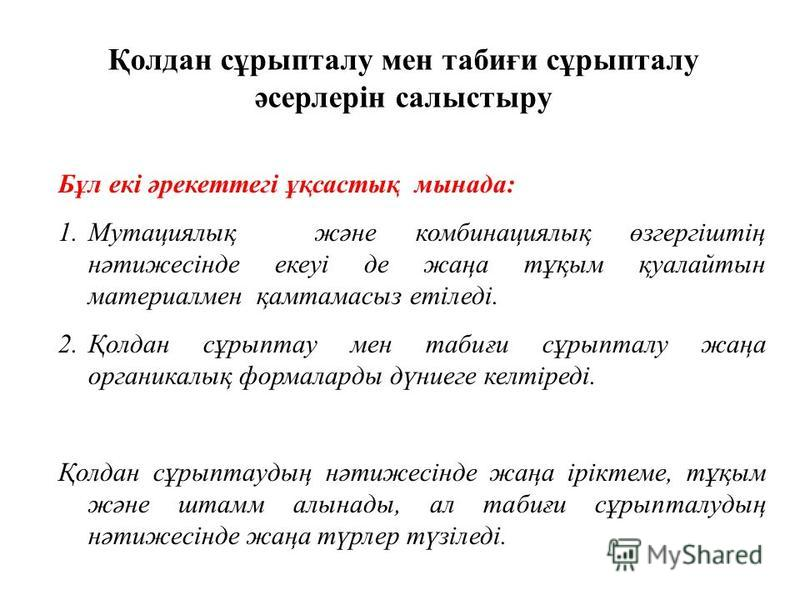 Қолдан сұрыпталу мен табиғи сұрыпталу
әсерлерін салыстыру
Бұл екі әрекеттегі ұқсастық мынада:
1. Мутациялық және комбинациялық өзгергіштің
нәтижесінде екеуі де жаңа тұқым қуалайтын
материалмен қамтамасыз етіледі.
2. Қолдан сұрыптау мен табиғи сұрыпталу жаңа
органикалық формаларды дүниеге келтіреді.
Қолдан сұрыптаудың нәтижесінде жаңа іріктеме, тұқым
және штамм алынады, ал табиғи сұрыпталудың
нәтижесінде жаңа түрлер түзіледі.
MyShared